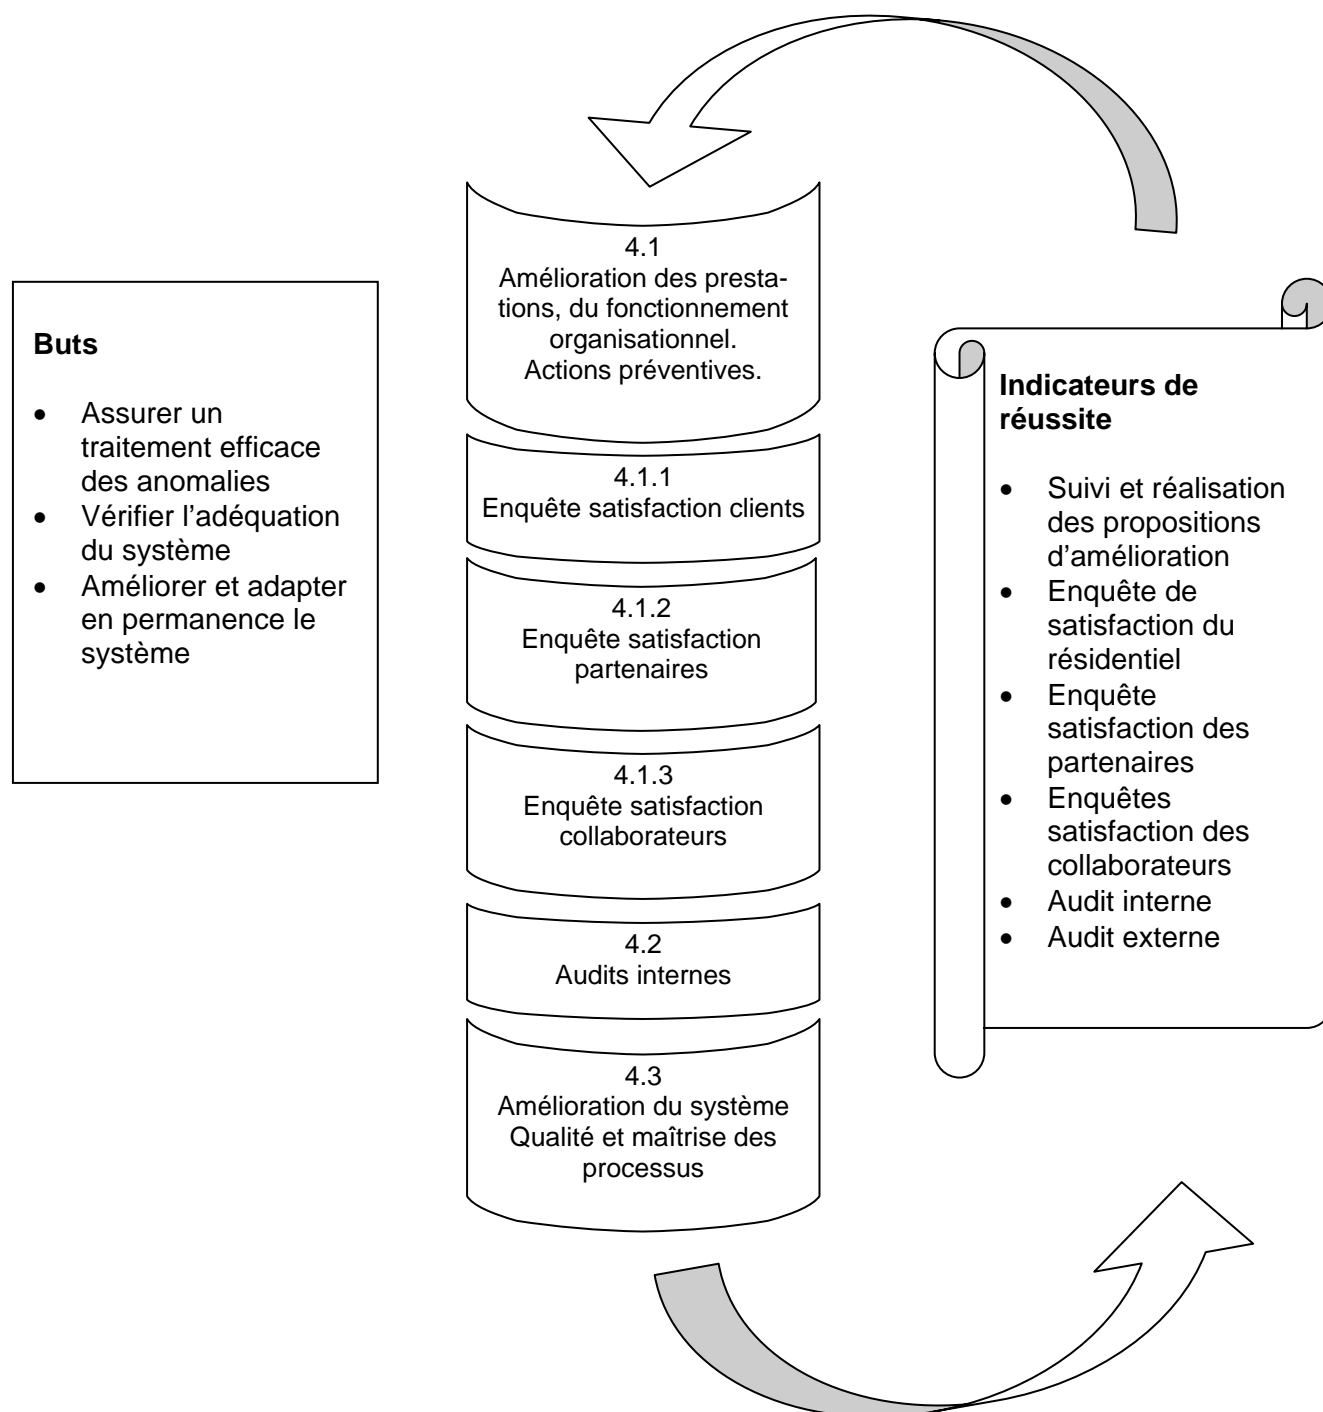 Buts
• Assurer un
traitement efficace
des anomalies
• Vérifier l’adéquation
du système
• Améliorer et adapter
en permanence le
système
4.1
Amélioration des presta-
tions, du fonctionnement
organisationnel.
Actions préventives.
4.1.1
Enquête satisfaction clients
4.1.2
Enquête satisfaction
partenaires
4.1.3
Enquête satisfaction
collaborateurs
4.2
Audits internes
4.3
Amélioration du système
Qualité et maîtrise des
processus
Indicateurs de
réussite
• Suivi et réalisation
des propositions
d’amélioration
• Enquête de
satisfaction du
résidentiel
• Enquête
satisfaction des
partenaires
• Enquêtes
satisfaction des
collaborateurs
• Audit interne
• Audit externe